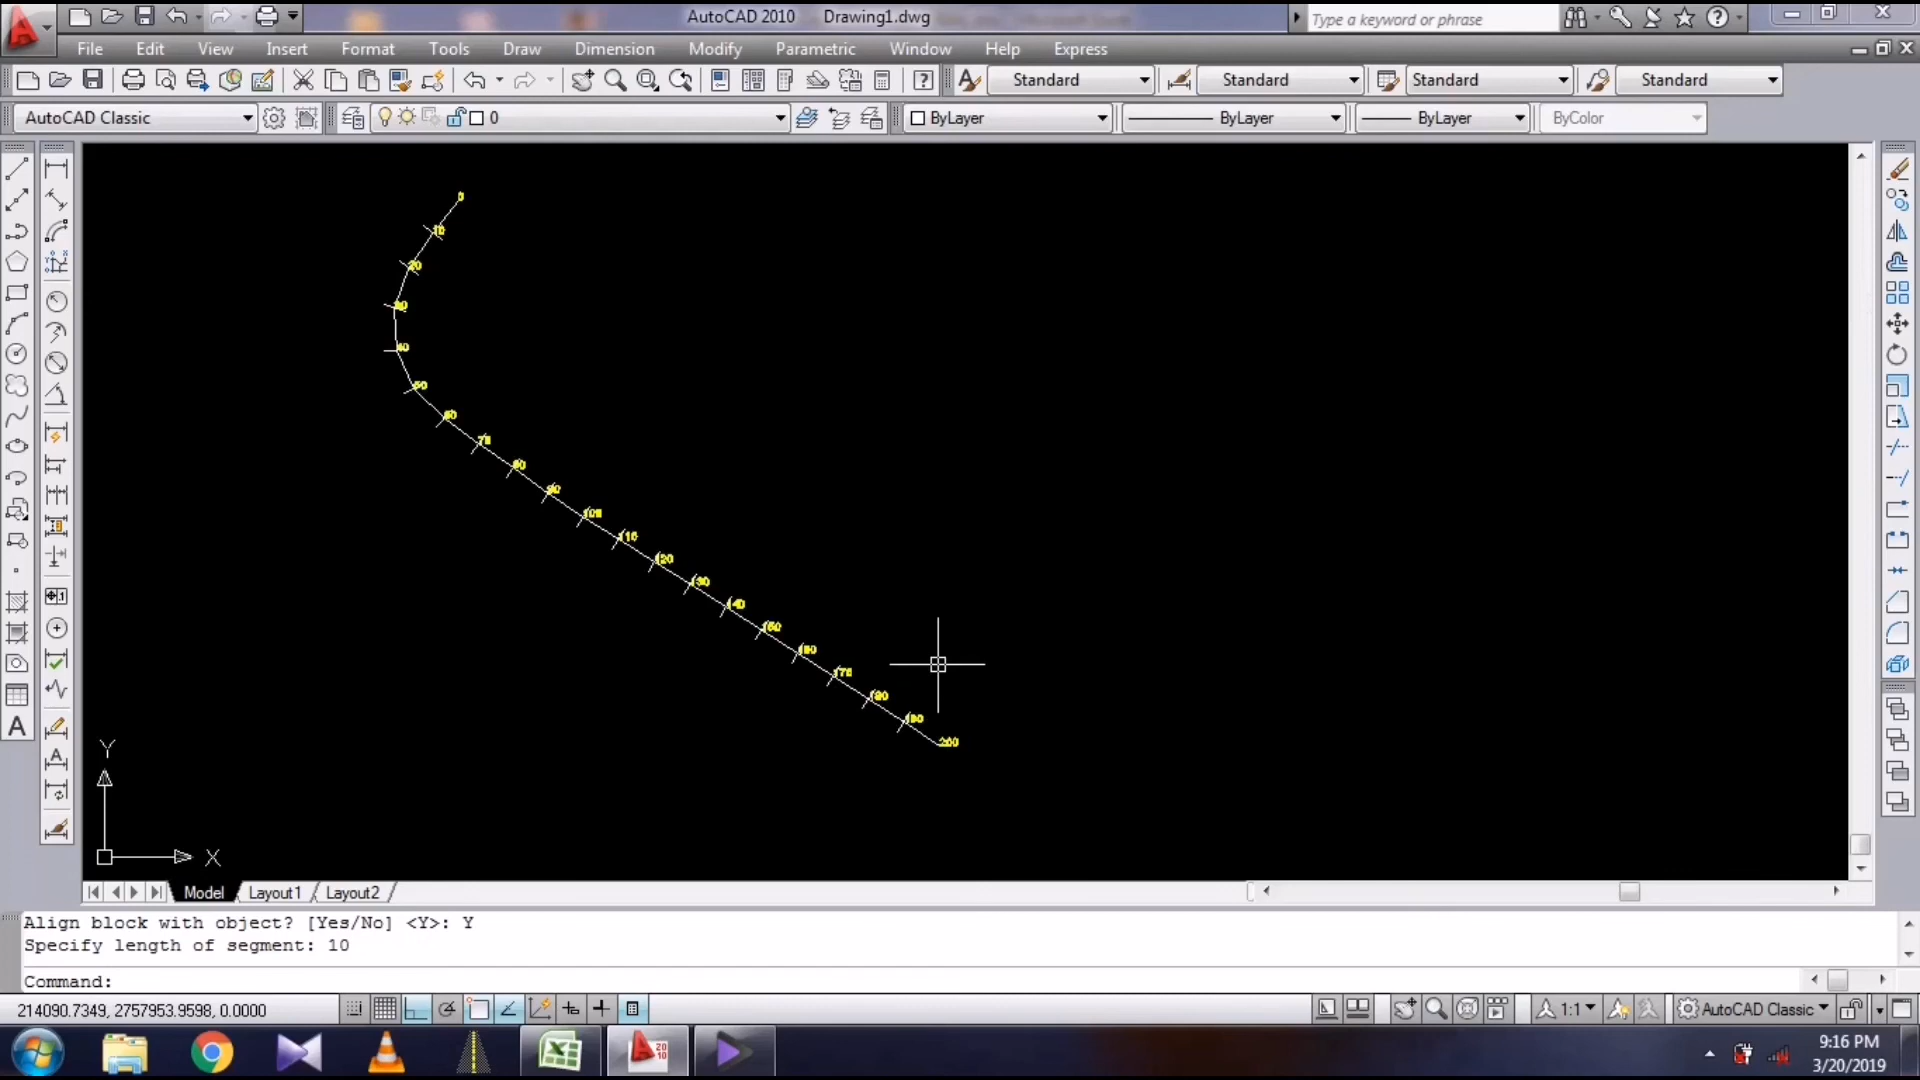 AutoCAD 2010 Drawing1.dwg
Type a keyword or phrase
File Edit View Insert Format Tools Draw Dimension Modify Parametric Window Help Express
Standard Standard Standard Standard
AutoCAD Classic 0 ByLayer ByLayer ByLayer ByColor
0
10
20
30
40
50
60
70
80
90
100
110
120
130
140
150
160
170
180
190
200
Y
X
Model Layout1 Layout2
Align block with object? [Yes/No] <Y>: Y
Specify length of segment: 10
Command:
214090.7349, 2757953.9598, 0.0000
1:1 AutoCAD Classic
9:16 PM
3/20/2019